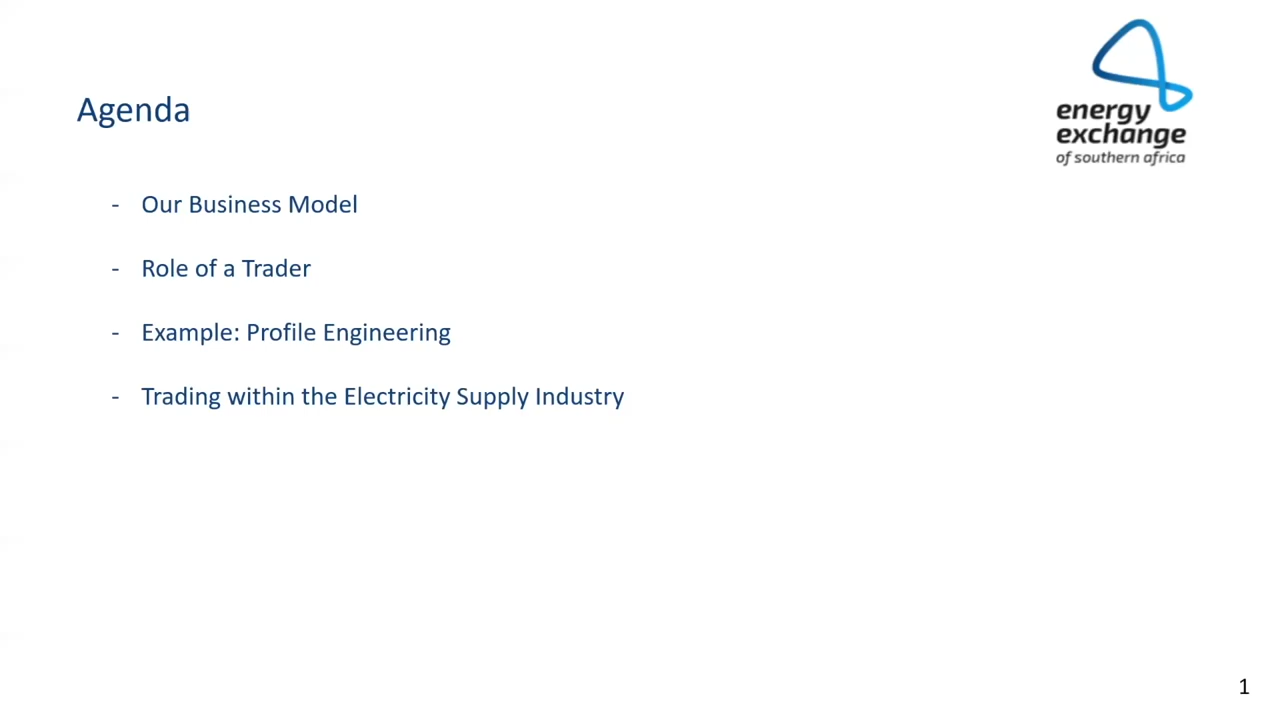 energy
exchange
of southern africa
Agenda
- Our Business Model
- Role of a Trader
- Example: Profile Engineering
- Trading within the Electricity Supply Industry
1